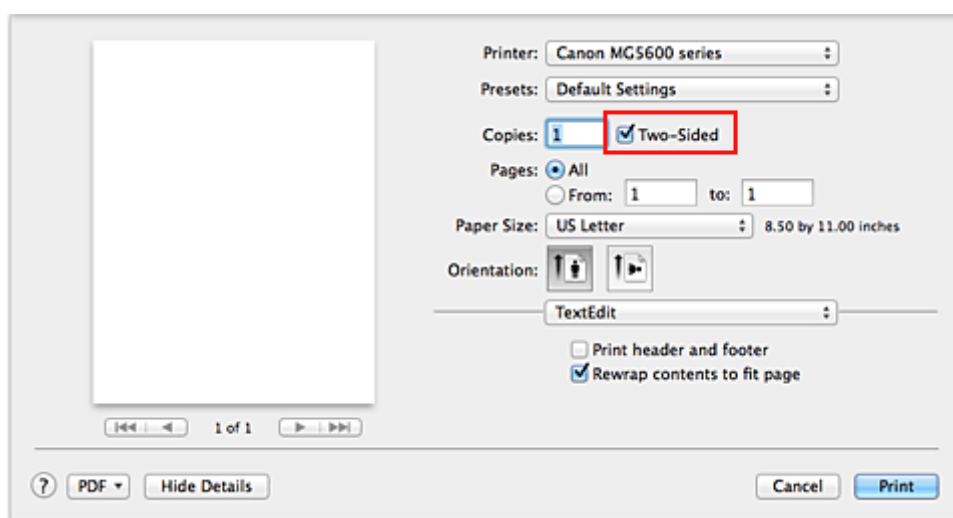 Printer: Canon MG5600 series
Presets: Default Settings
Copies: 1 Two-Sided
Pages: All
From: 1 to: 1
Paper Size: US Letter 8.50 by 11.00 inches
Orientation:
TextEdit
Print header and footer
Rewrap contents to fit page
1 of 1
? PDF Hide Details Cancel Print